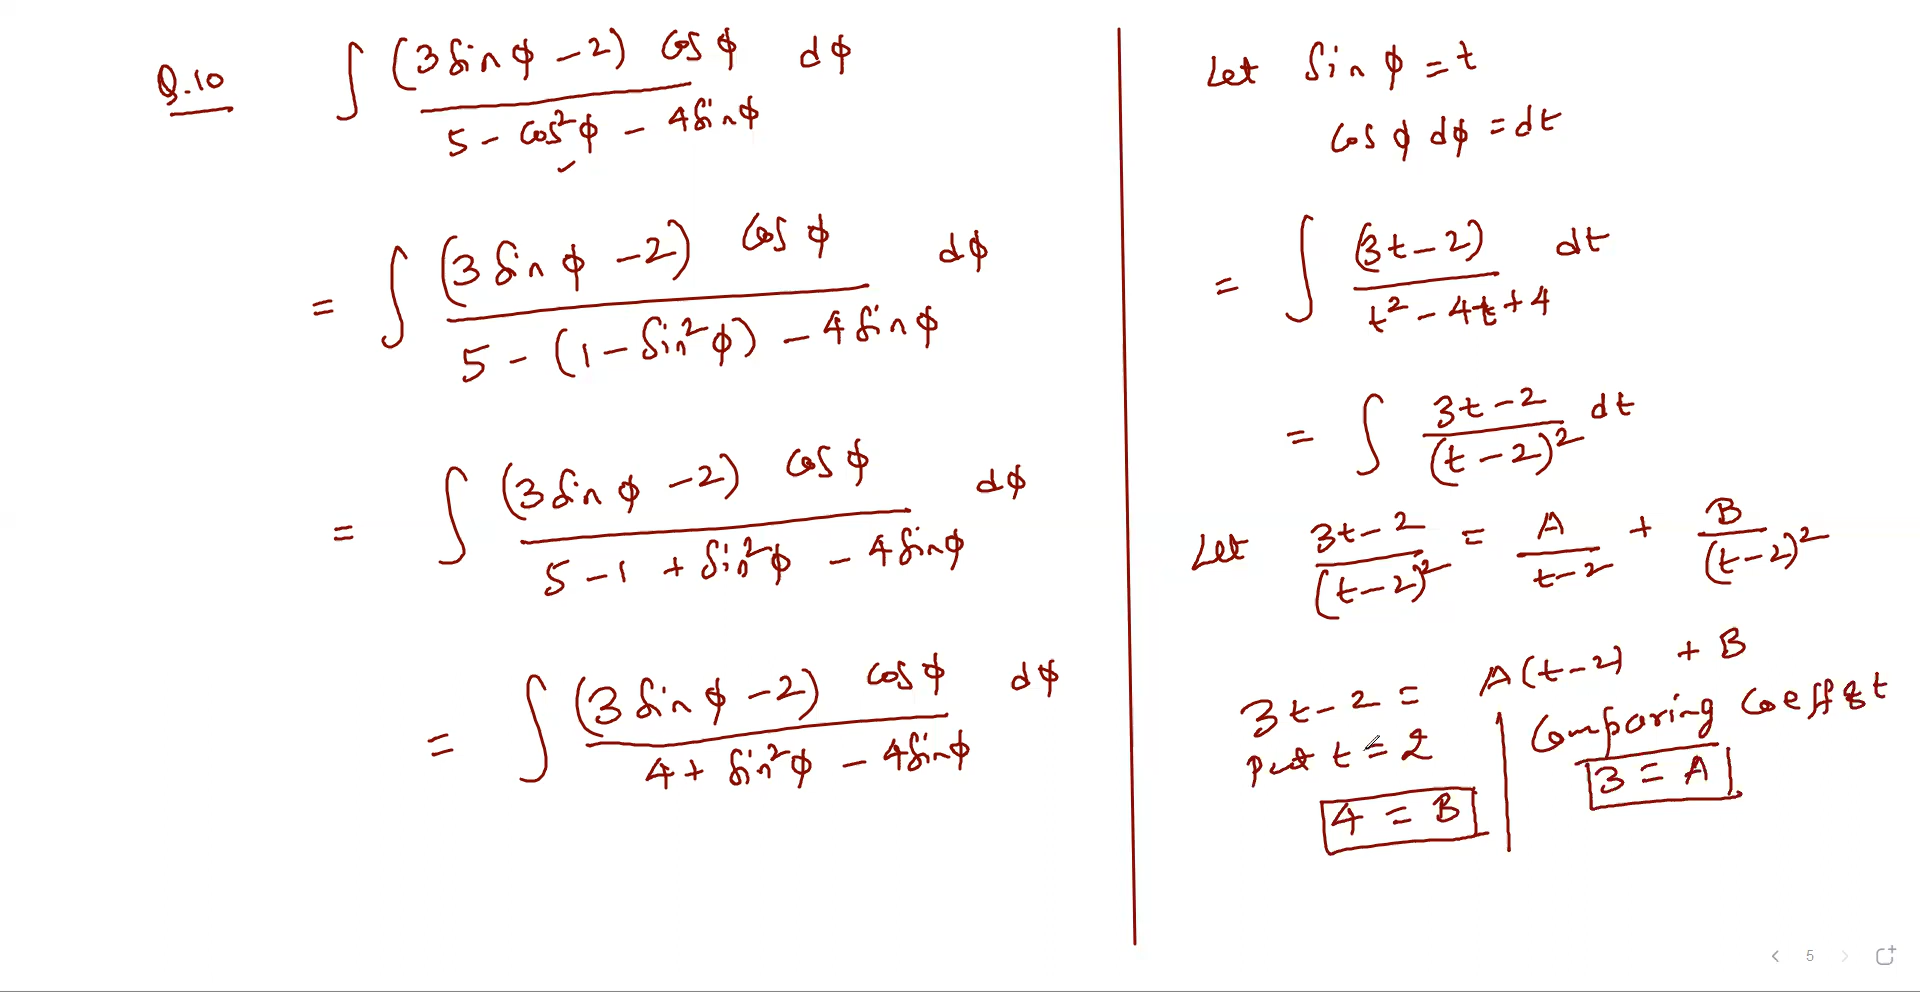 Q.10 ∫ (3 sin ϕ − 2) cos ϕ / (5 − cos²ϕ − 4 sin ϕ) dϕ
= ∫ (3 sin ϕ − 2) cos ϕ / (5 − (1 − sin²ϕ) − 4 sin ϕ) dϕ
= ∫ (3 sin ϕ − 2) cos ϕ / (5 − 1 + sin²ϕ − 4 sin ϕ) dϕ
= ∫ (3 sin ϕ − 2) cos ϕ / (4 + sin²ϕ − 4 sin ϕ) dϕ
Let sin ϕ = t
cos ϕ dϕ = dt
= ∫ (3t − 2) / (t² − 4t + 4) dt
= ∫ (3t − 2) / (t − 2)² dt
Let (3t − 2) / (t − 2)² = A / (t − 2) + B / (t − 2)²
3t − 2 = A(t − 2) + B
Put t = 2
4 = B
Comparing
3 = A
5